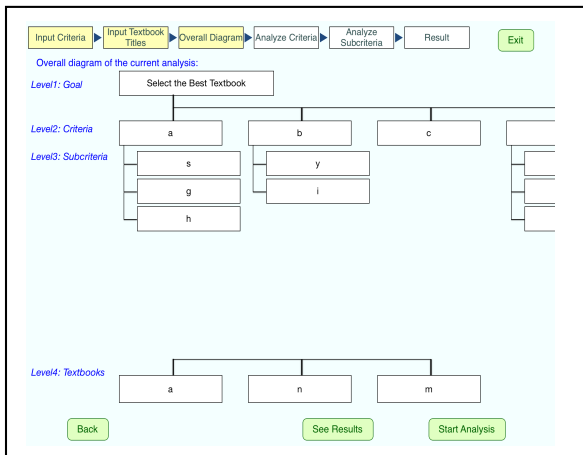 Input Criteria
Input Textbook
Titles
Overall Diagram
Analyze Criteria
Analyze
Subcriteria
Result
Exit
Overall diagram of the current analysis:
Level1: Goal
Select the Best Textbook
Level2: Criteria
a
b
c
Level3: Subcriteria
s
y
g
i
h
Level4: Textbooks
a
n
m
Back
See Results
Start Analysis